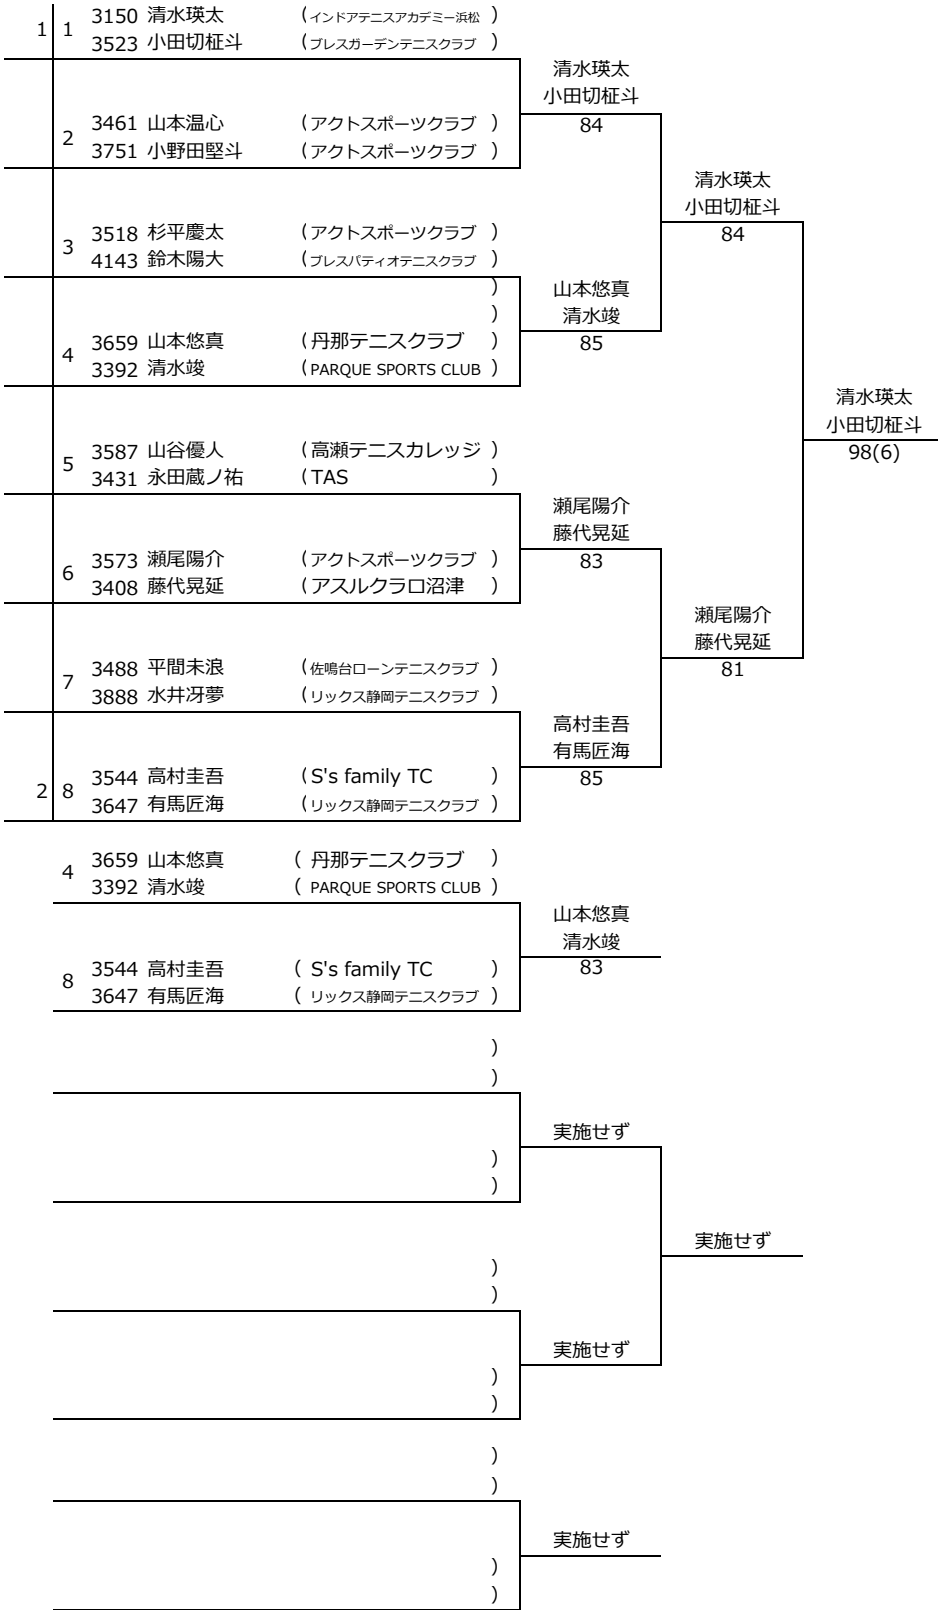 1 1 3150 清水瑛太 (インドアテニスアカデミー浜松 )
3523 小田切柾斗 (ブレスガーデンテニスクラブ )
清水瑛太
小田切柾斗
84
2 3461 山本温心 (アクトスポーツクラブ )
3751 小野田堅斗 (アクトスポーツクラブ )
清水瑛太
小田切柾斗
84
3 3518 杉平慶太 (アクトスポーツクラブ )
4143 鈴木陽大 (ブレスパティオテニスクラブ )
)
)
山本悠真
清水竣
85
4 3659 山本悠真 (丹那テニスクラブ )
3392 清水竣 (PARQUE SPORTS CLUB )
清水瑛太
小田切柾斗
98(6)
5 3587 山谷優人 (高瀬テニスカレッジ )
3431 永田蔵ノ祐 (TAS )
瀬尾陽介
藤代晃延
83
6 3573 瀬尾陽介 (アクトスポーツクラブ )
3408 藤代晃延 (アスルクラロ沼津 )
瀬尾陽介
藤代晃延
81
7 3488 平間未浪 (佐鳴台ローンテニスクラブ )
3888 水井冴夢 (リックス静岡テニスクラブ )
高村圭吾
有馬匠海
85
2 8 3544 高村圭吾 (S's family TC )
3647 有馬匠海 (リックス静岡テニスクラブ )
4 3659 山本悠真 ( 丹那テニスクラブ )
3392 清水竣 ( PARQUE SPORTS CLUB )
山本悠真
清水竣
83
8 3544 高村圭吾 ( S's family TC )
3647 有馬匠海 ( リックス静岡テニスクラブ )
)
)
実施せず
)
)
実施せず
)
)
実施せず
)
)
)
)
実施せず
)
)